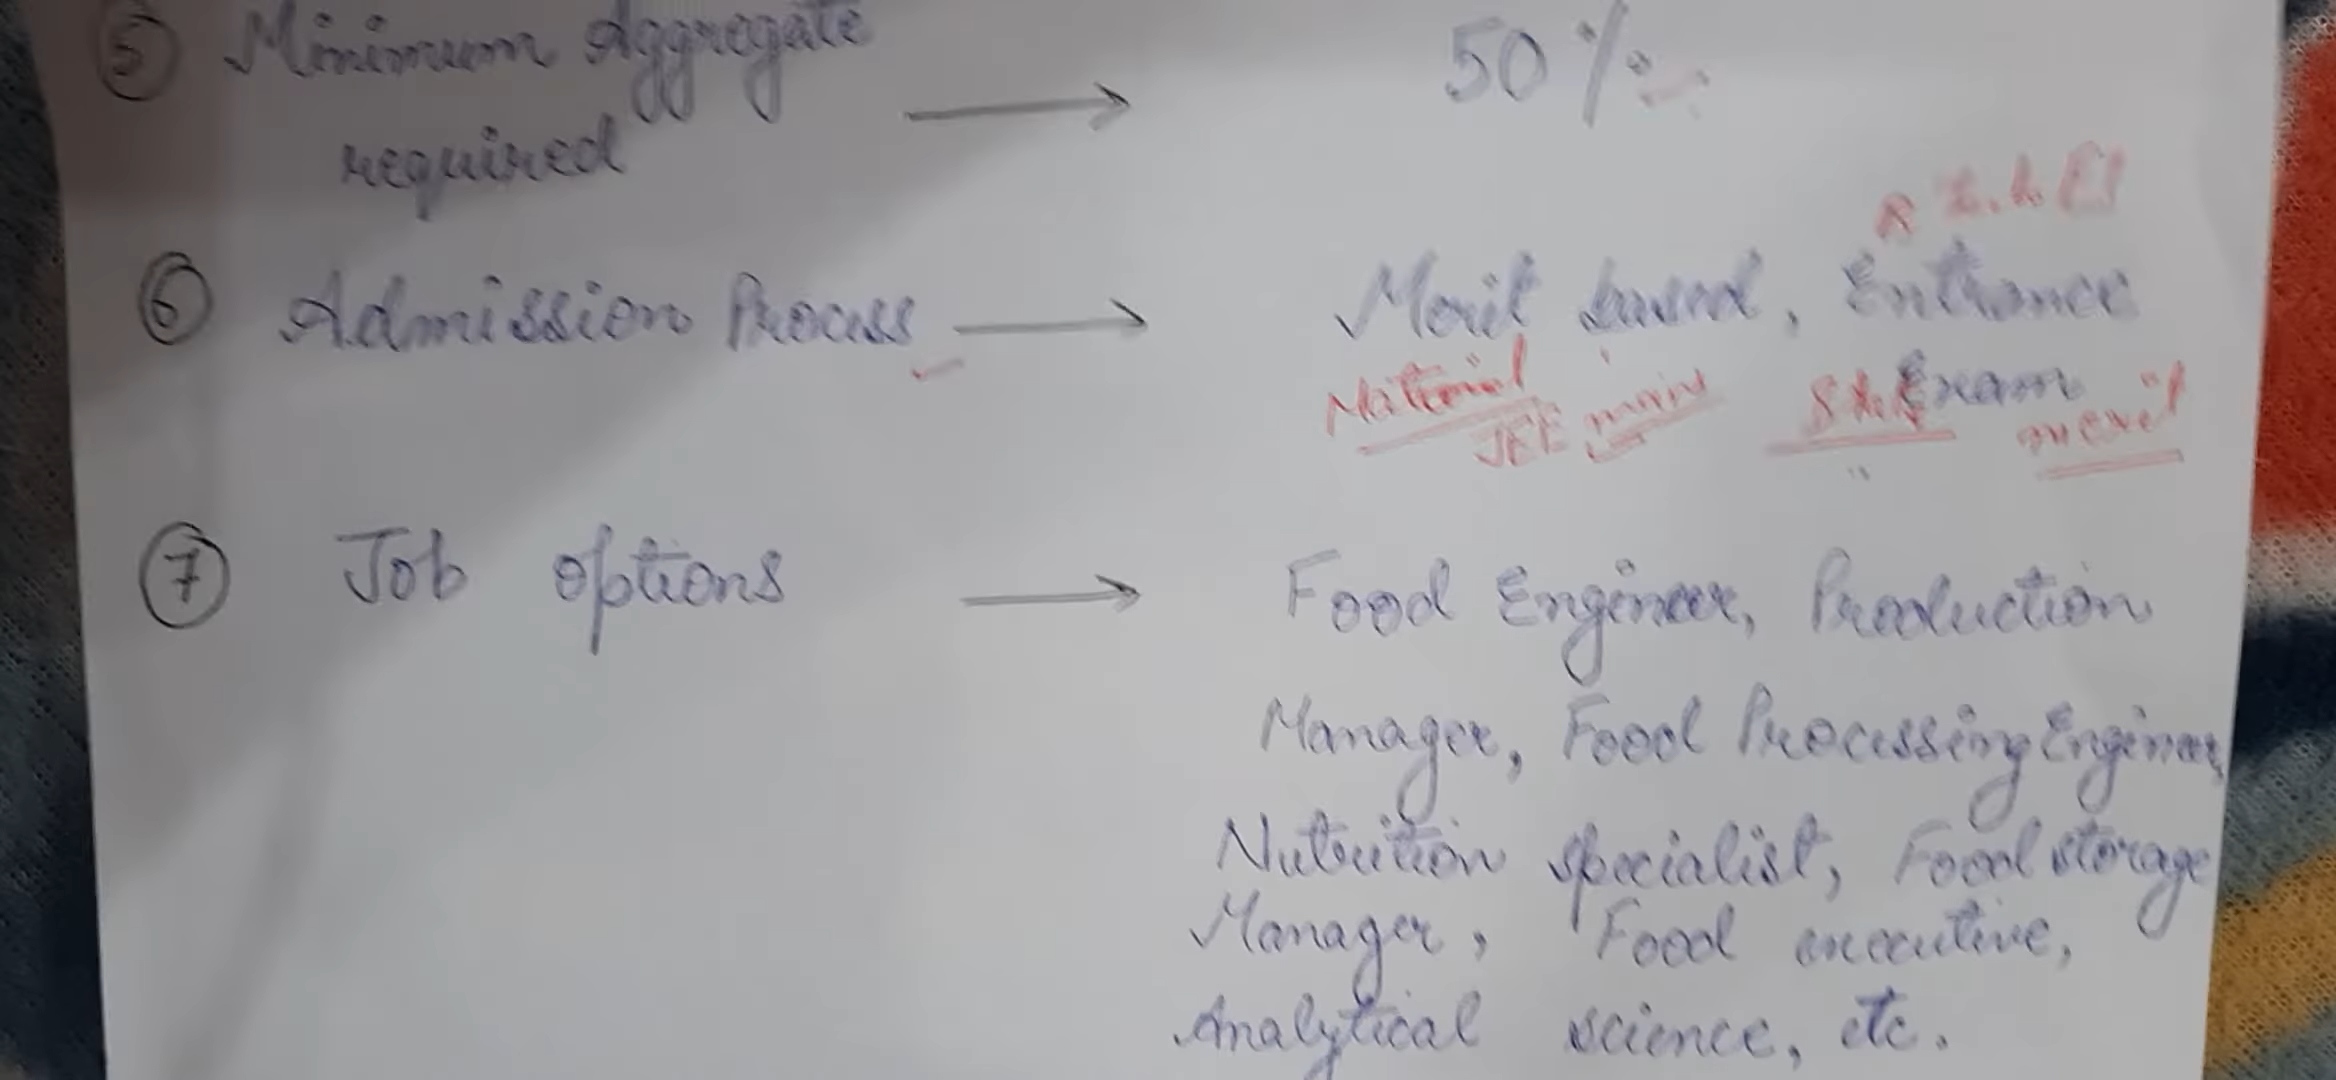 5 Minimum Aggregate → 50%
required
6 Admission Process → Merit based, Entrance
Exam
JEE main
merit
7 Job options → Food Engineer, Production
Manager, Food Processing Engineer,
Nutrition specialist, Food storage
Manager, Food executive,
Analytical science, etc.